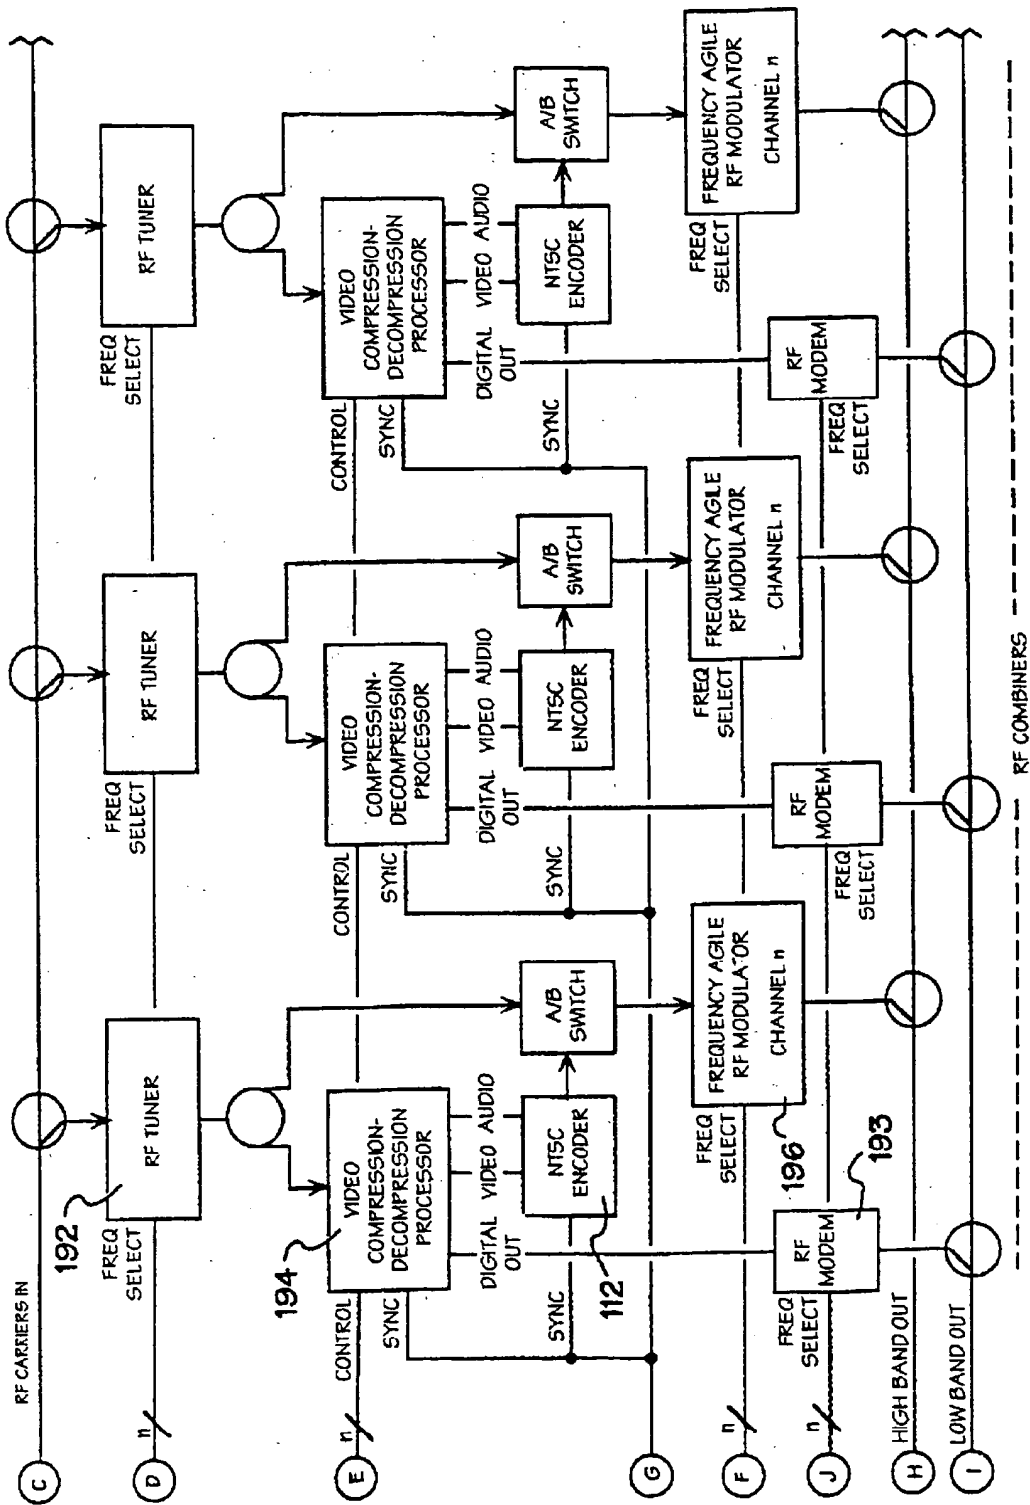 RF CARRIERS IN
C
192
FREQ
SELECT
RF TUNER
FREQ
SELECT
RF TUNER
FREQ
SELECT
RF TUNER
n
D
194
CONTROL
SYNC
VIDEO
COMPRESSION-
DECOMPRESSION
PROCESSOR
CONTROL
SYNC
VIDEO
COMPRESSION-
DECOMPRESSION
PROCESSOR
CONTROL
SYNC
VIDEO
COMPRESSION-
DECOMPRESSION
PROCESSOR
n
E
DIGITAL
OUT
VIDEO
AUDIO
DIGITAL
OUT
VIDEO
AUDIO
DIGITAL
OUT
VIDEO
AUDIO
SYNC
112
NTSC
ENCODER
A/B
SWITCH
SYNC
NTSC
ENCODER
A/B
SWITCH
SYNC
NTSC
ENCODER
A/B
SWITCH
G
FREQ
SELECT
FREQUENCY AGILE
RF MODULATOR
CHANNEL n
FREQ
SELECT
FREQUENCY AGILE
RF MODULATOR
CHANNEL n
FREQ
SELECT
FREQUENCY AGILE
RF MODULATOR
CHANNEL n
n
F
196
FREQ
SELECT
RF
MODEM
193
FREQ
SELECT
RF
MODEM
FREQ
SELECT
RF
MODEM
n
J
HIGH BAND OUT
H
LOW BAND OUT
I
RF COMBINERS